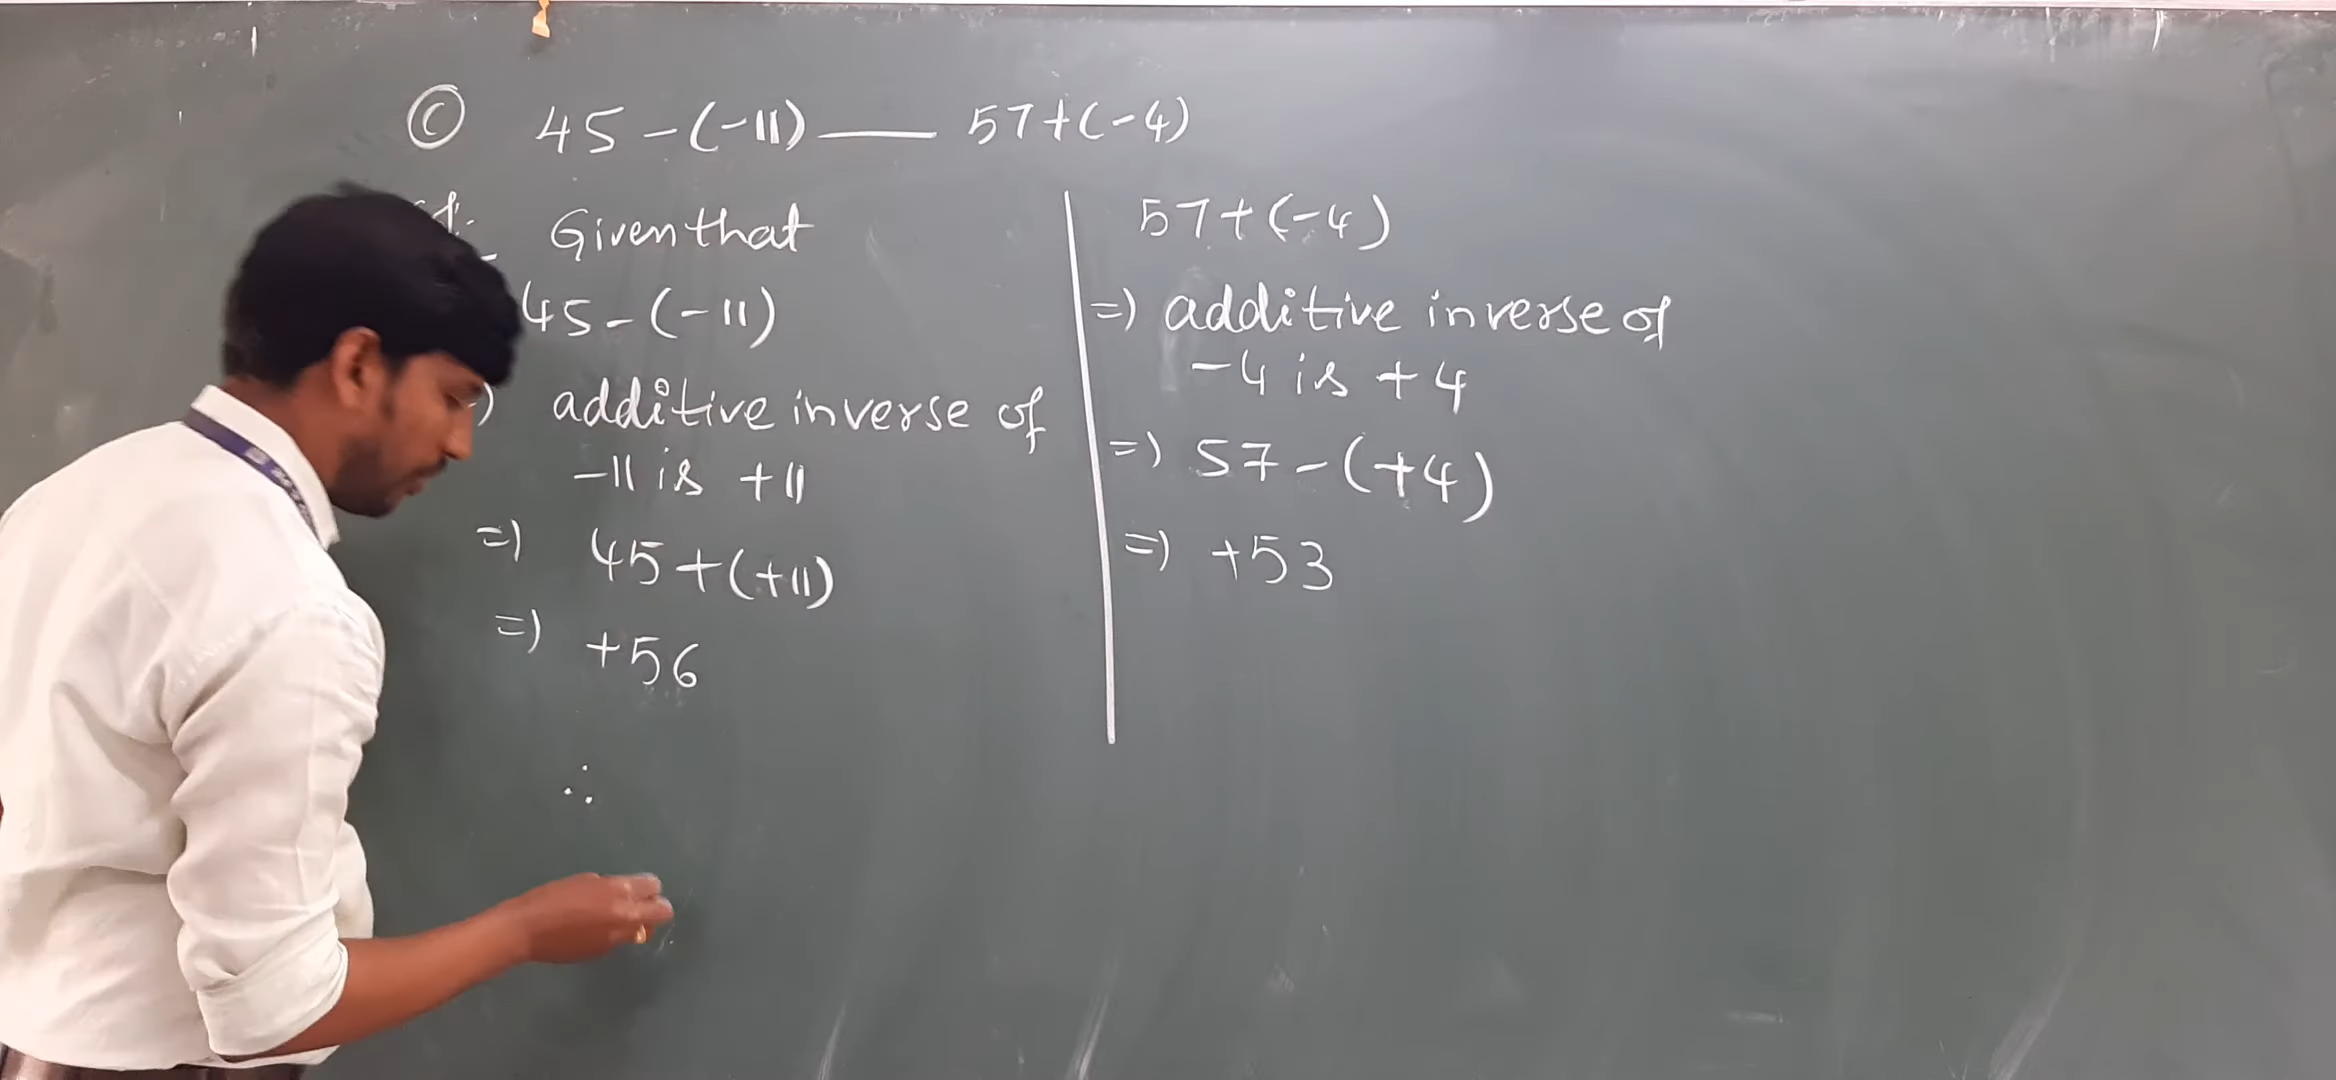 © 45 - (-11) ___ 57 + (-4)
Given that
45 - (-11)
additive inverse of
-11 is +11
=) 45 + (+11)
=) +56
∴
57 + (-4)
=) additive inverse of
-4 is +4
=) 57 - (+4)
=) +53